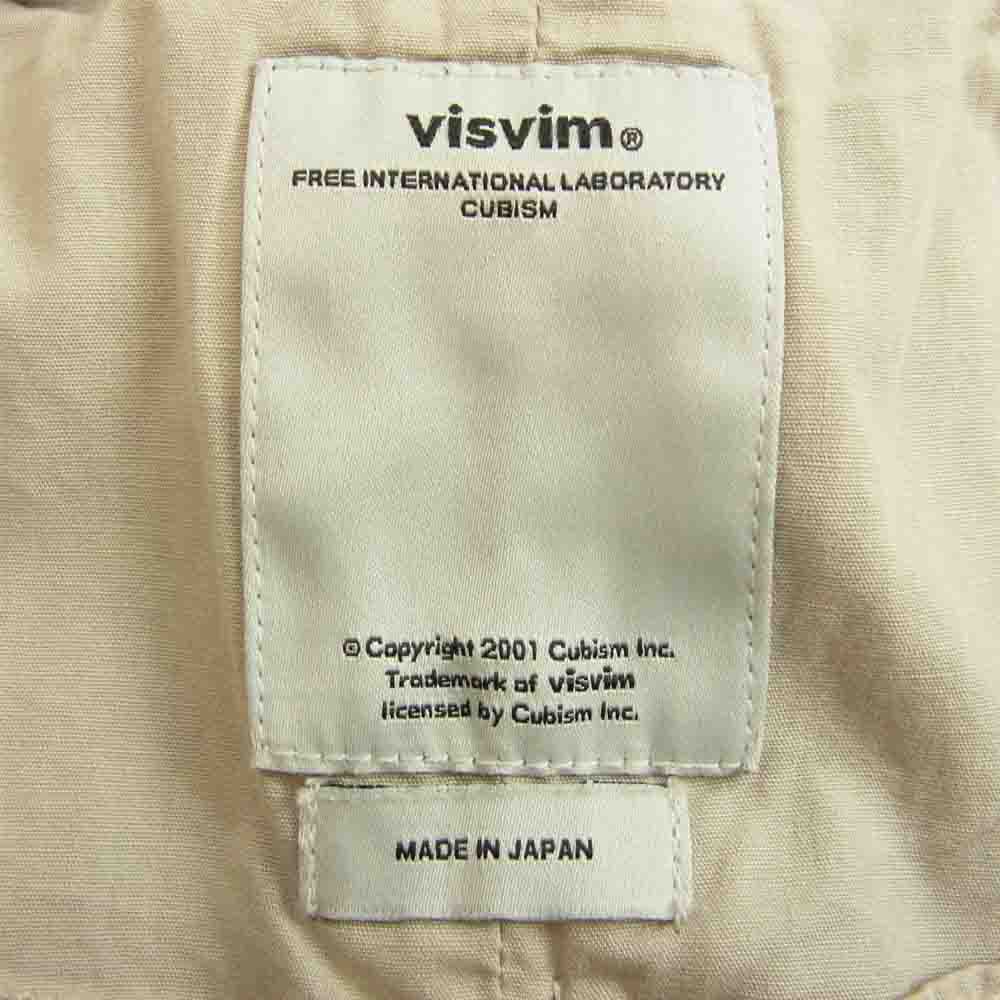 visvim®
FREE INTERNATIONAL LABORATORY
CUBISM
© Copyright 2001 Cubism Inc.
Trademark of visvim
licensed by Cubism Inc.
MADE IN JAPAN